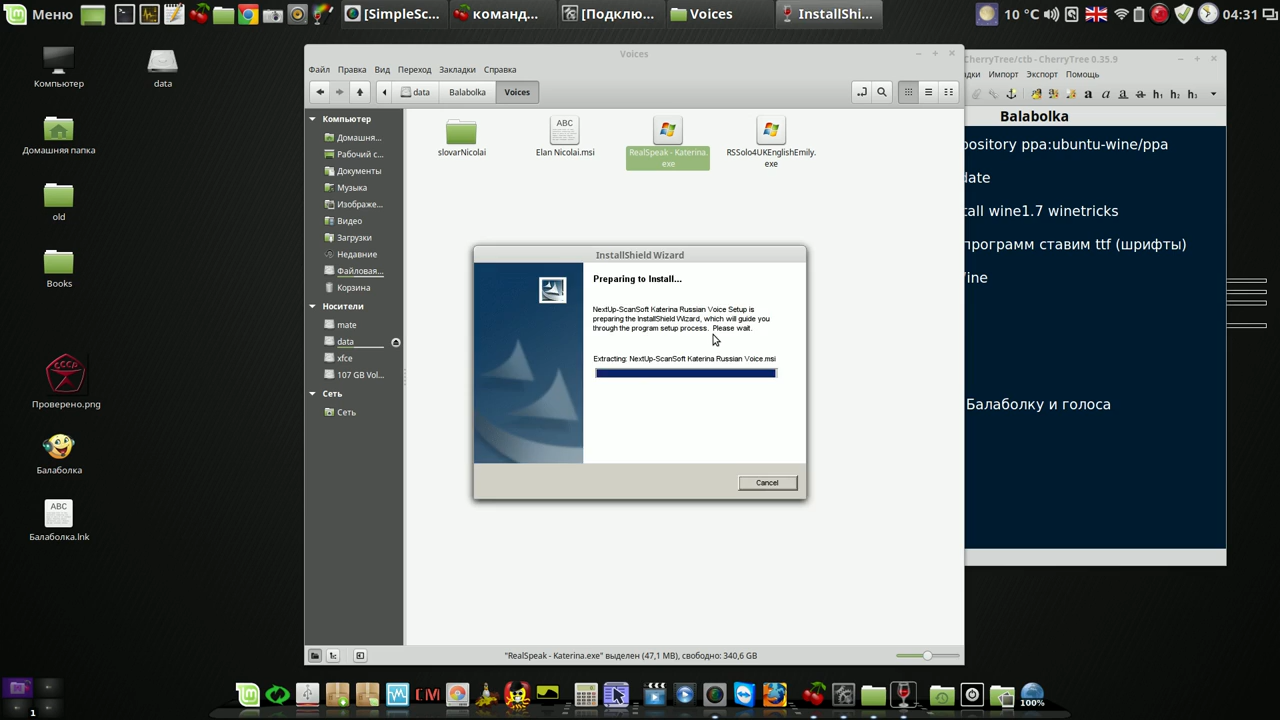 Меню
[SimpleSc...
команд...
[Подклю...
Voices
InstallShi...
10 °C
04:31
Компьютер
data
Домашняя папка
old
Books
Проверено.png
Балаболка
ABC
Балаболка.lnk
Voices
Файл Правка Вид Переход Закладки Справка
data Balabolka Voices
Компьютер
Домашня...
Рабочий с...
Документы
Музыка
Изображе...
Видео
Загрузки
Недавние
Файловая...
Корзина
Носители
mate
data
xfce
107 GB Vol...
Сеть
Сеть
slovarNicolai
ABC
Elan Nicolai.msi
RealSpeak - Katerina.
exe
RSSolo4UKEnglishEmily.
exe
InstallShield Wizard
Preparing to Install...
NextUp-ScanSoft Katerina Russian Voice Setup is
preparing the InstallShield Wizard, which will guide you
through the program setup process. Please wait.
Extracting: NextUp-ScanSoft Katerina Russian Voice.msi
Cancel
"RealSpeak - Katerina.exe" выделен (47,1 MB), свободно: 340,6 GB
CherryTree/ctb - CherryTree 0.35.9
дки Импорт Экспорт Помощь
a a a a h1 h2 h3
Balabolka
pository ppa:ubuntu-wine/ppa
date
tall wine1.7 winetricks
программ ставим ttf (шрифты)
ine
Балаболку и голоса
1
100%